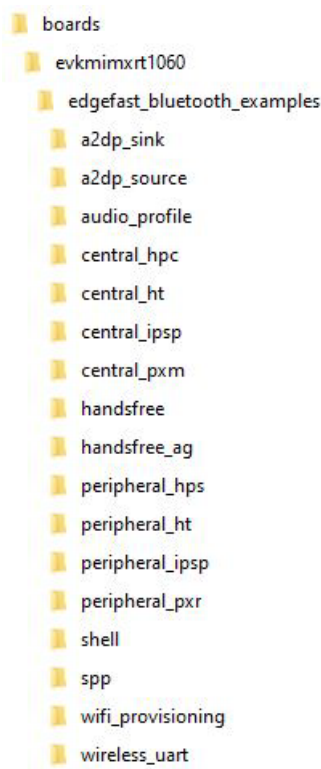 boards
evkmimxrt1060
edgefast_bluetooth_examples
a2dp_sink
a2dp_source
audio_profile
central_hpc
central_ht
central_ipsp
central_pxm
handsfree
handsfree_ag
peripheral_hps
peripheral_ht
peripheral_ipsp
peripheral_pxr
shell
spp
wifi_provisioning
wireless_uart